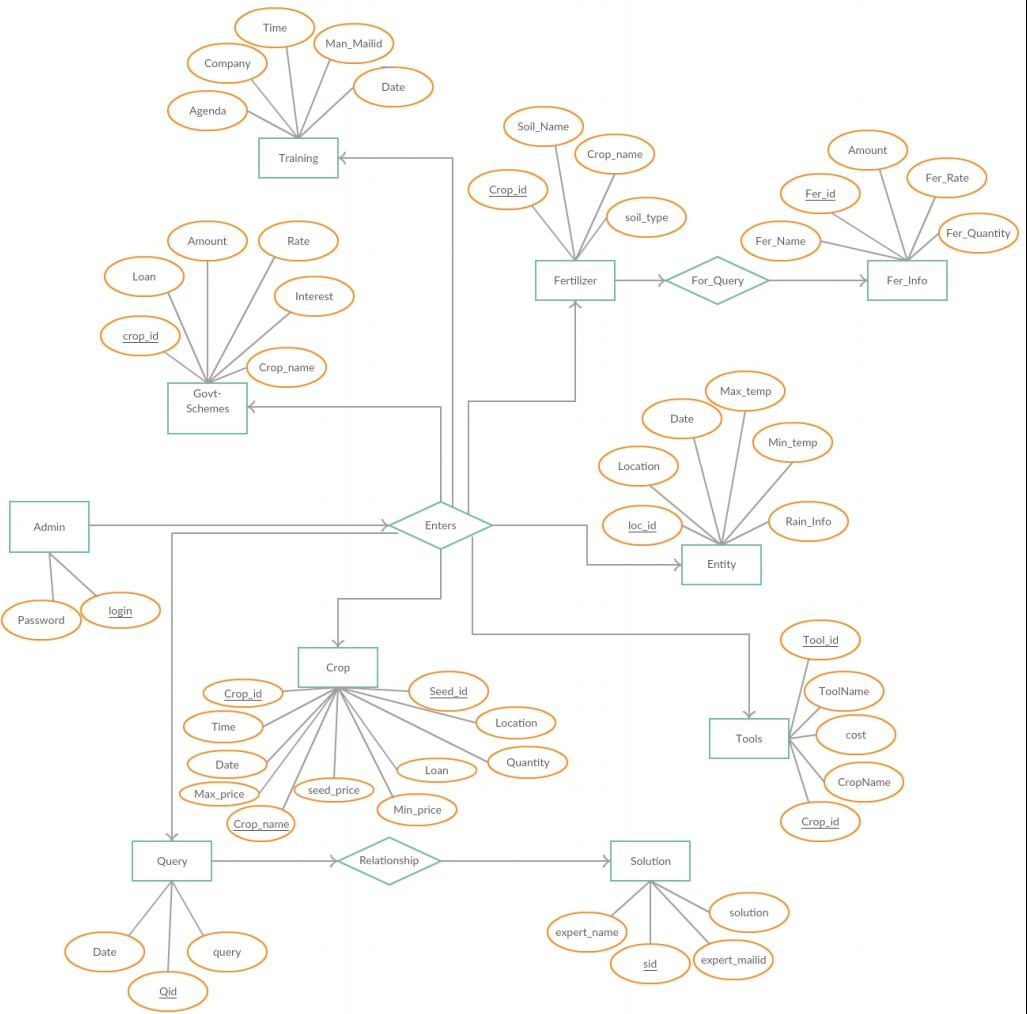 Time
Man_Mailid
Company
Date
Agenda
Training
Soil_Name
Crop_name
Crop_id
soil_type
Fertilizer
For_Query
Amount
Fer_Rate
Fer_id
Fer_Name
Fer_Quantity
Fer_Info
Amount
Rate
Loan
Interest
crop_id
Crop_name
Govt-
Schemes
Max_temp
Date
Min_temp
Location
loc_id
Rain_Info
Entity
Admin
Enters
Password
login
Crop
Crop_id
Seed_id
Time
Location
Date
Loan
Quantity
Max_price
seed_price
Min_price
Crop_name
Tool_id
ToolName
cost
Tools
CropName
Crop_id
Query
Relationship
Solution
Date
query
Qid
expert_name
solution
sid
expert_mailid